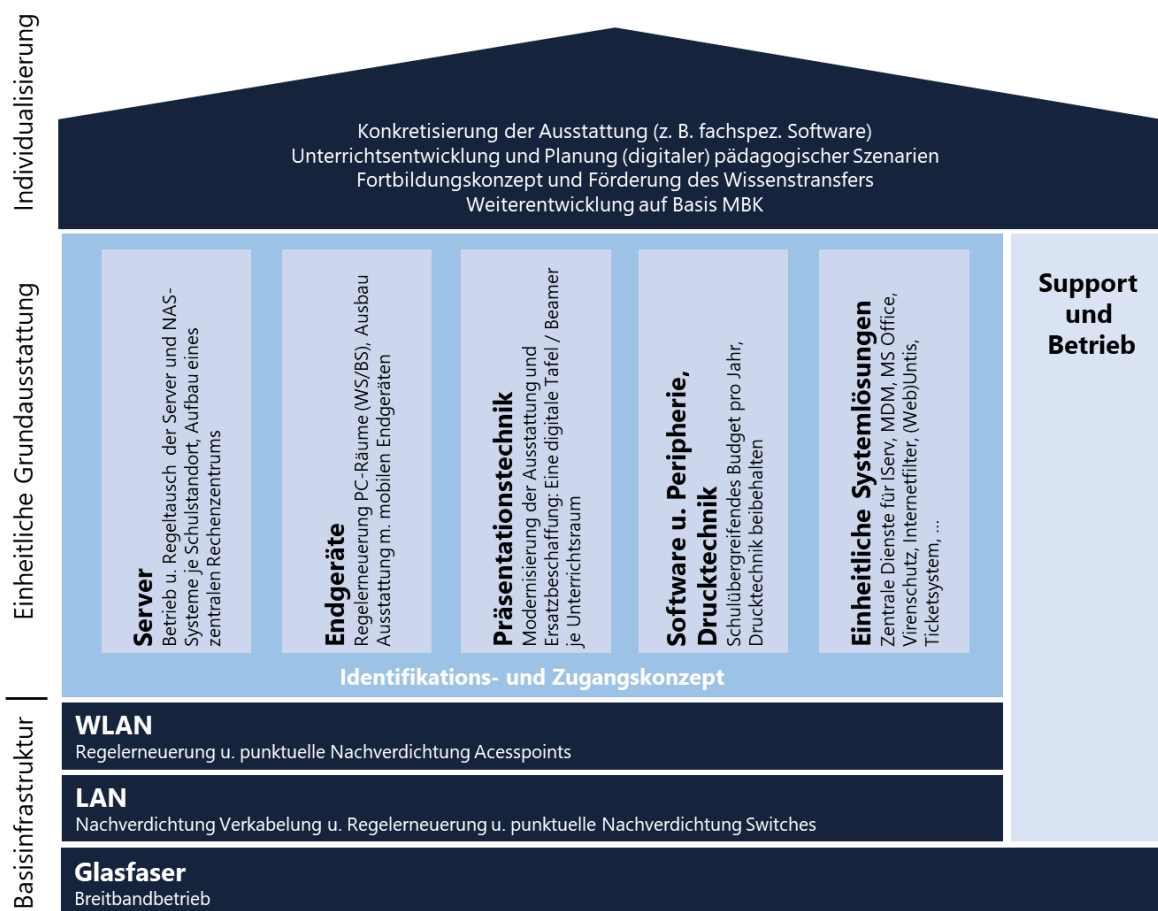 Individualisierung
Konkretisierung der Ausstattung (z. B. fachspez. Software)
Unterrichtsentwicklung und Planung (digitaler) pädagogischer Szenarien
Fortbildungskonzept und Förderung des Wissenstransfers
Weiterentwicklung auf Basis MBK
Einheitliche Grundausstattung
Server
Betrieb u. Regeltausch der Server und NAS-
Systeme je Schulstandort, Aufbau eines
zentralen Rechenzentrums
Endgeräte
Regelerneuerung PC-Räume (WS/BS), Ausbau
Ausstattung m. mobilen Endgeräten
Präsentationstechnik
Modernisierung der Ausstattung und
Ersatzbeschaffung: Eine digitale Tafel / Beamer
je Unterrichtsraum
Software u. Peripherie,
Drucktechnik
Schulübergreifendes Budget pro Jahr,
Drucktechnik beibehalten
Einheitliche Systemlösungen
Zentrale Dienste für IServ, MDM, MS Office,
Virenschutz, Internetfilter, (Web)Untis,
Ticketsystem, ...
Support
und
Betrieb
Identifikations- und Zugangskonzept
Basisinfrastruktur
WLAN
Regelerneuerung u. punktuelle Nachverdichtung Acesspoints
LAN
Nachverdichtung Verkabelung u. Regelerneuerung u. punktuelle Nachverdichtung Switches
Glasfaser
Breitbandbetrieb